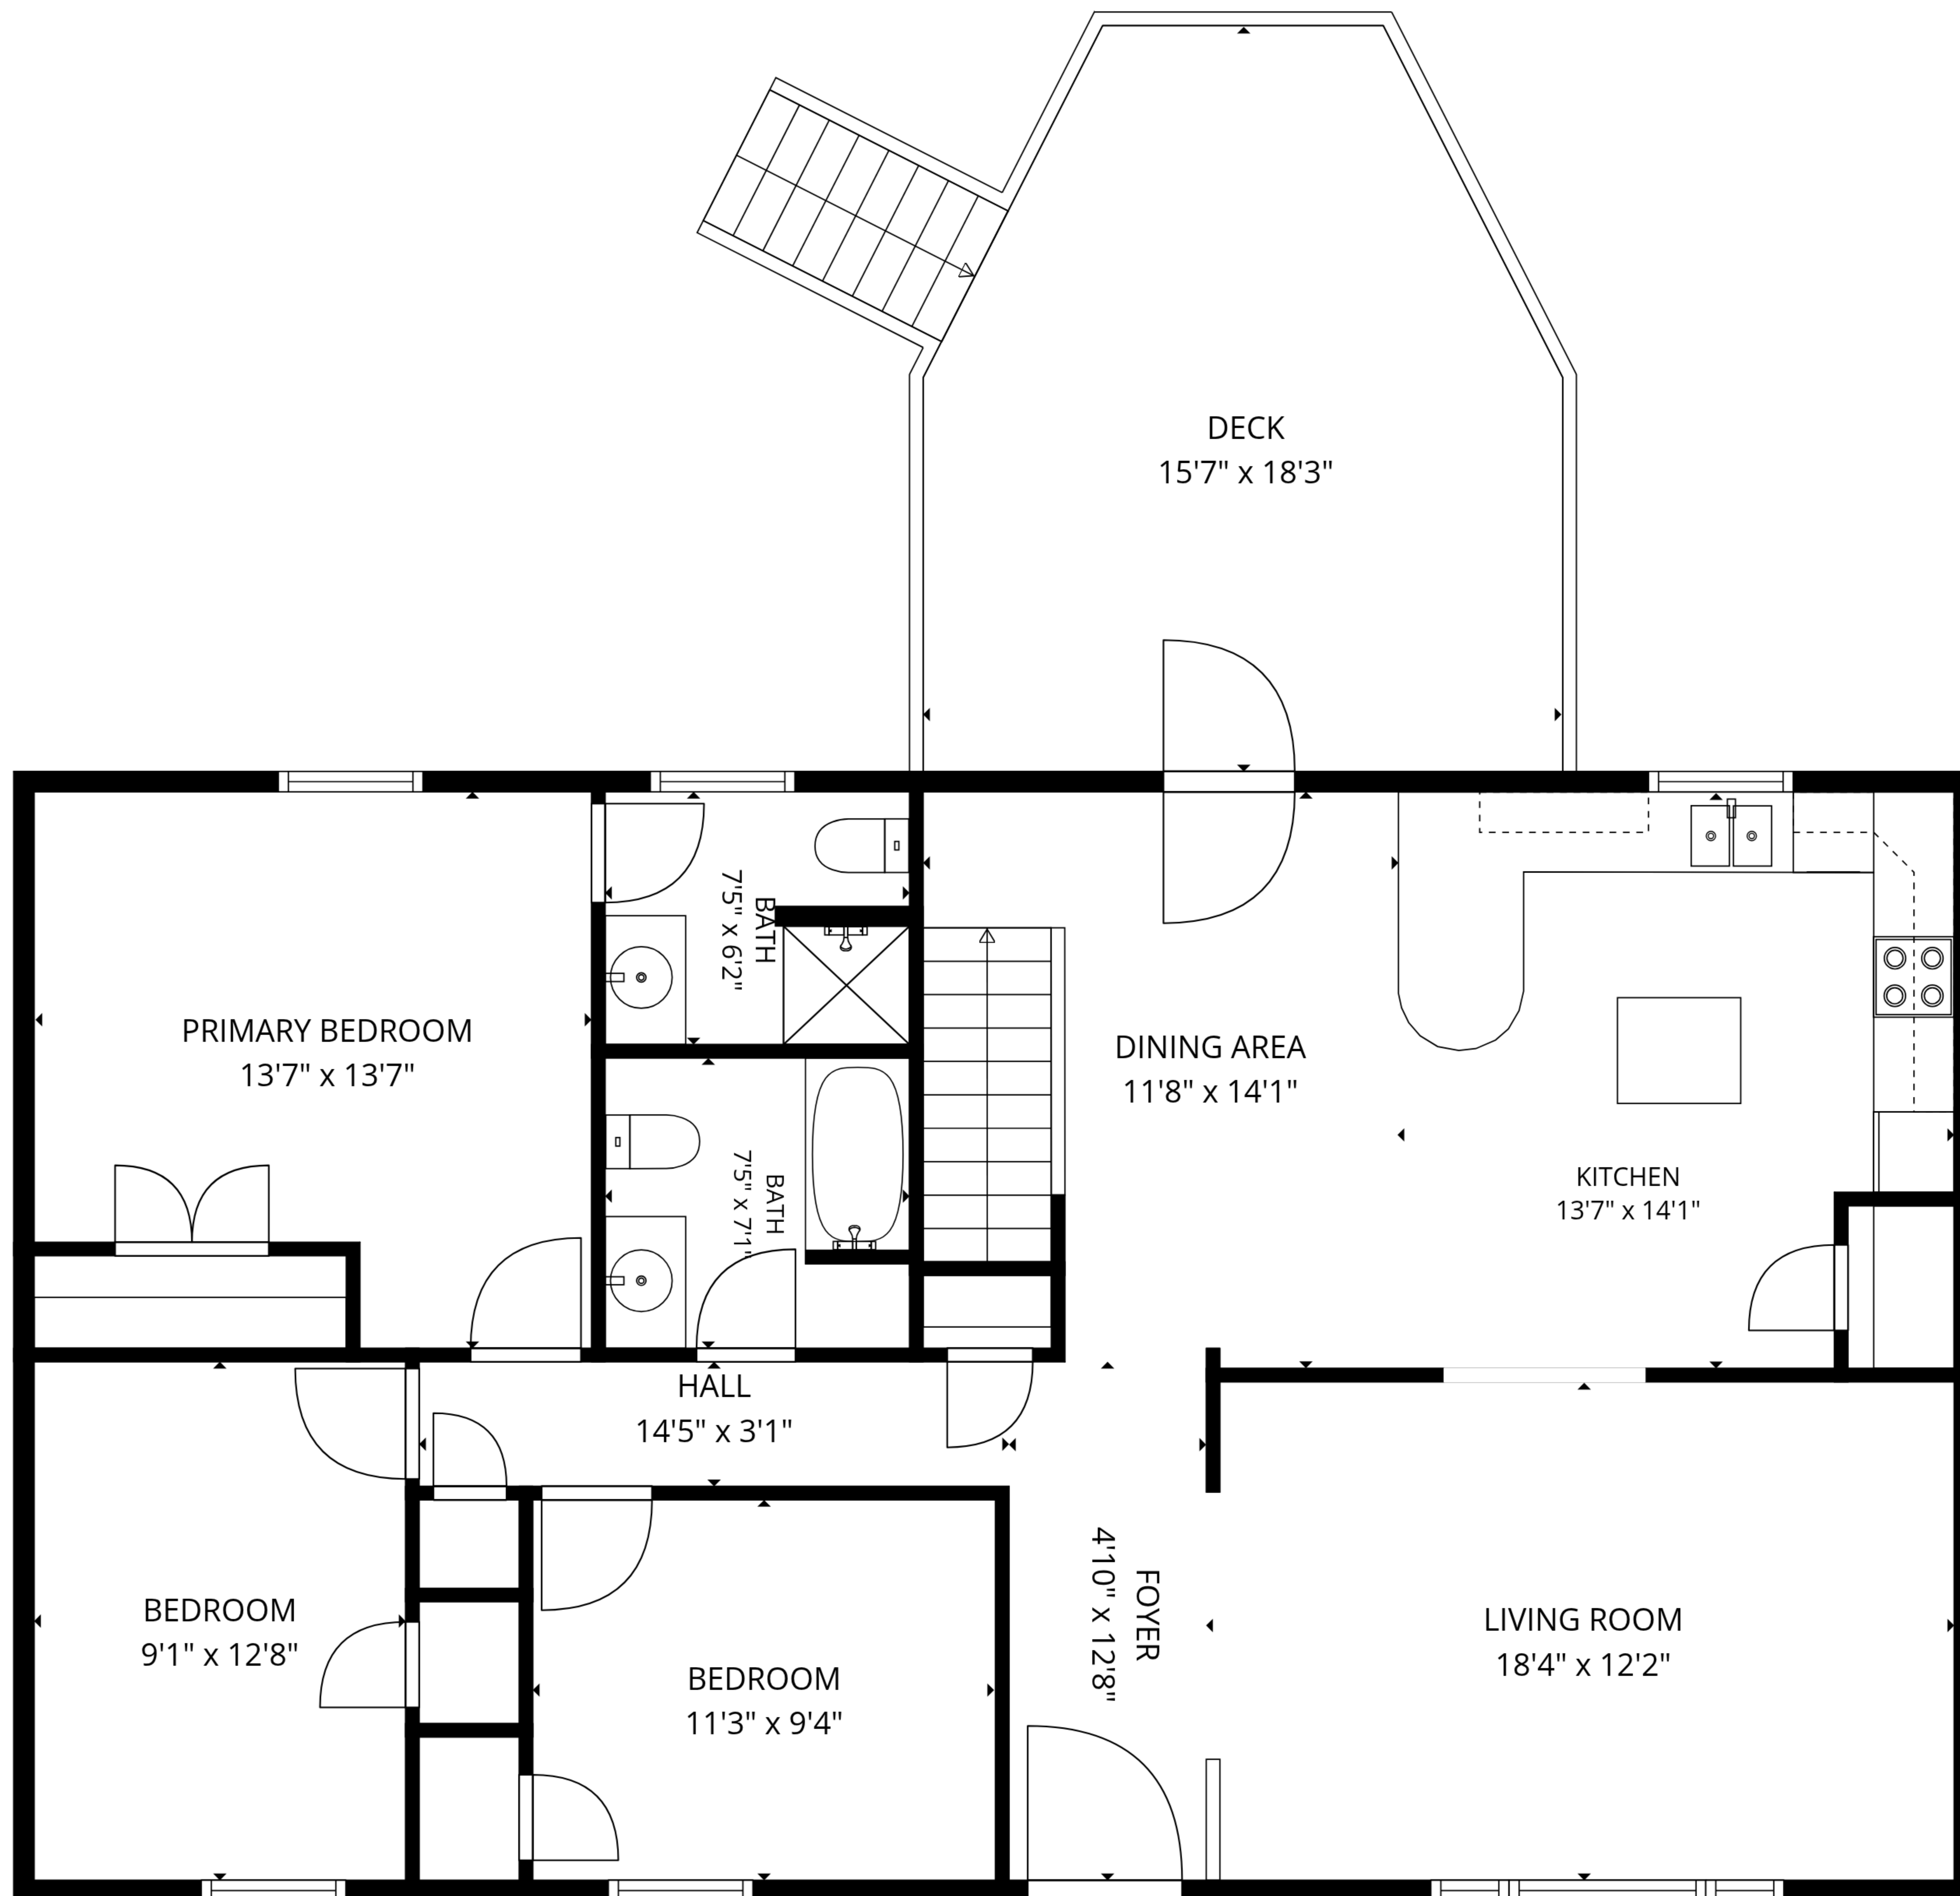 DECK
15'7" x 18'3"
BATH
7'5" x 6'2"
PRIMARY BEDROOM
13'7" x 13'7"
DINING AREA
11'8" x 14'1"
BATH
7'5" x 7'1"
KITCHEN
13'7" x 14'1"
HALL
14'5" x 3'1"
FOYER
4'10" x 12'8"
BEDROOM
9'1" x 12'8"
LIVING ROOM
18'4" x 12'2"
BEDROOM
11'3" x 9'4"